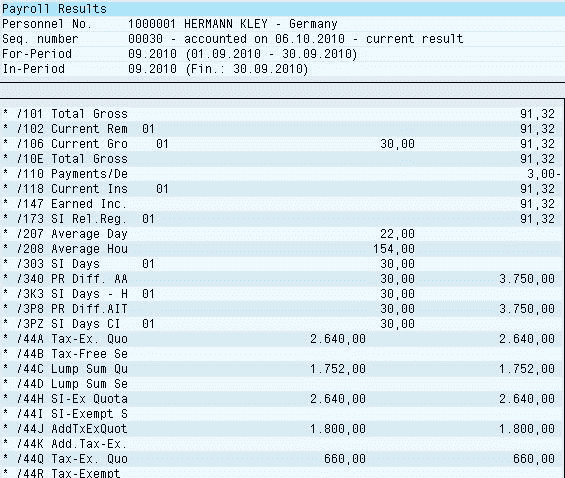 Payroll Results
Personnel No. 1000001 HERMANN KLEY - Germany
Seq. number 00030 - accounted on 06.10.2010 - current result
For-Period 09.2010 (01.09.2010 - 30.09.2010)
In-Period 09.2010 (Fin.: 30.09.2010)
* /101 Total Gross 91,32
* /102 Current Rem 01 91,32
* /106 Current Gro 01 30,00 91,32
* /10E Total Gross 91,32
* /110 Payments/De 3,00-
* /118 Current Ins 01 91,32
* /147 Earned Inc. 91,32
* /173 SI Rel.Reg. 01 91,32
* /207 Average Day 22,00
* /208 Average Hou 154,00
* /303 SI Days 01 30,00
* /340 PR Diff. AA 30,00 3.750,00
* /3K3 SI Days - H 01 30,00
* /3P8 PR Diff.AIT 30,00 3.750,00
* /3PZ SI Days CI 01 30,00
* /44A Tax-Ex. Quo 2.640,00 2.640,00
* /44B Tax-Free Se
* /44C Lump Sum Qu 1.752,00 1.752,00
* /44D Lump Sum Se
* /44H SI-Ex Quota 2.640,00 2.640,00
* /44I SI-Exempt S
* /44J AddTxExQuot 1.800,00 1.800,00
* /44K Add.Tax-Ex.
* /44Q Tax-Ex. Quo 660,00 660,00
* /44R Tax-Exempt